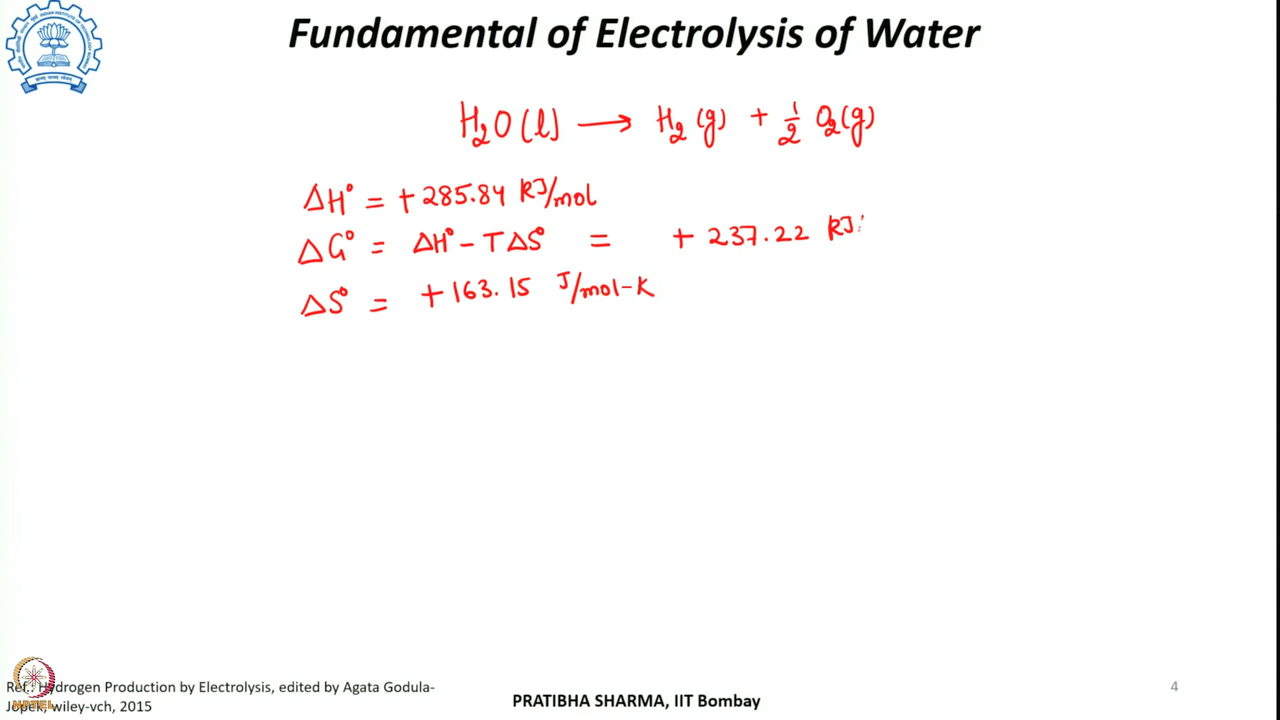 Fundamental of Electrolysis of Water
H₂O(l) → H₂(g) + ½ O₂(g)
ΔH° = +285.84 kJ/mol
ΔG° = ΔH° - TΔS° = + 237.22 kJ
ΔS° = +163.15 J/mol-K
Ref.: Hydrogen Production by Electrolysis, edited by Agata Godula-
Jopek, wiley-vch, 2015
PRATIBHA SHARMA, IIT Bombay
4
NPTEL